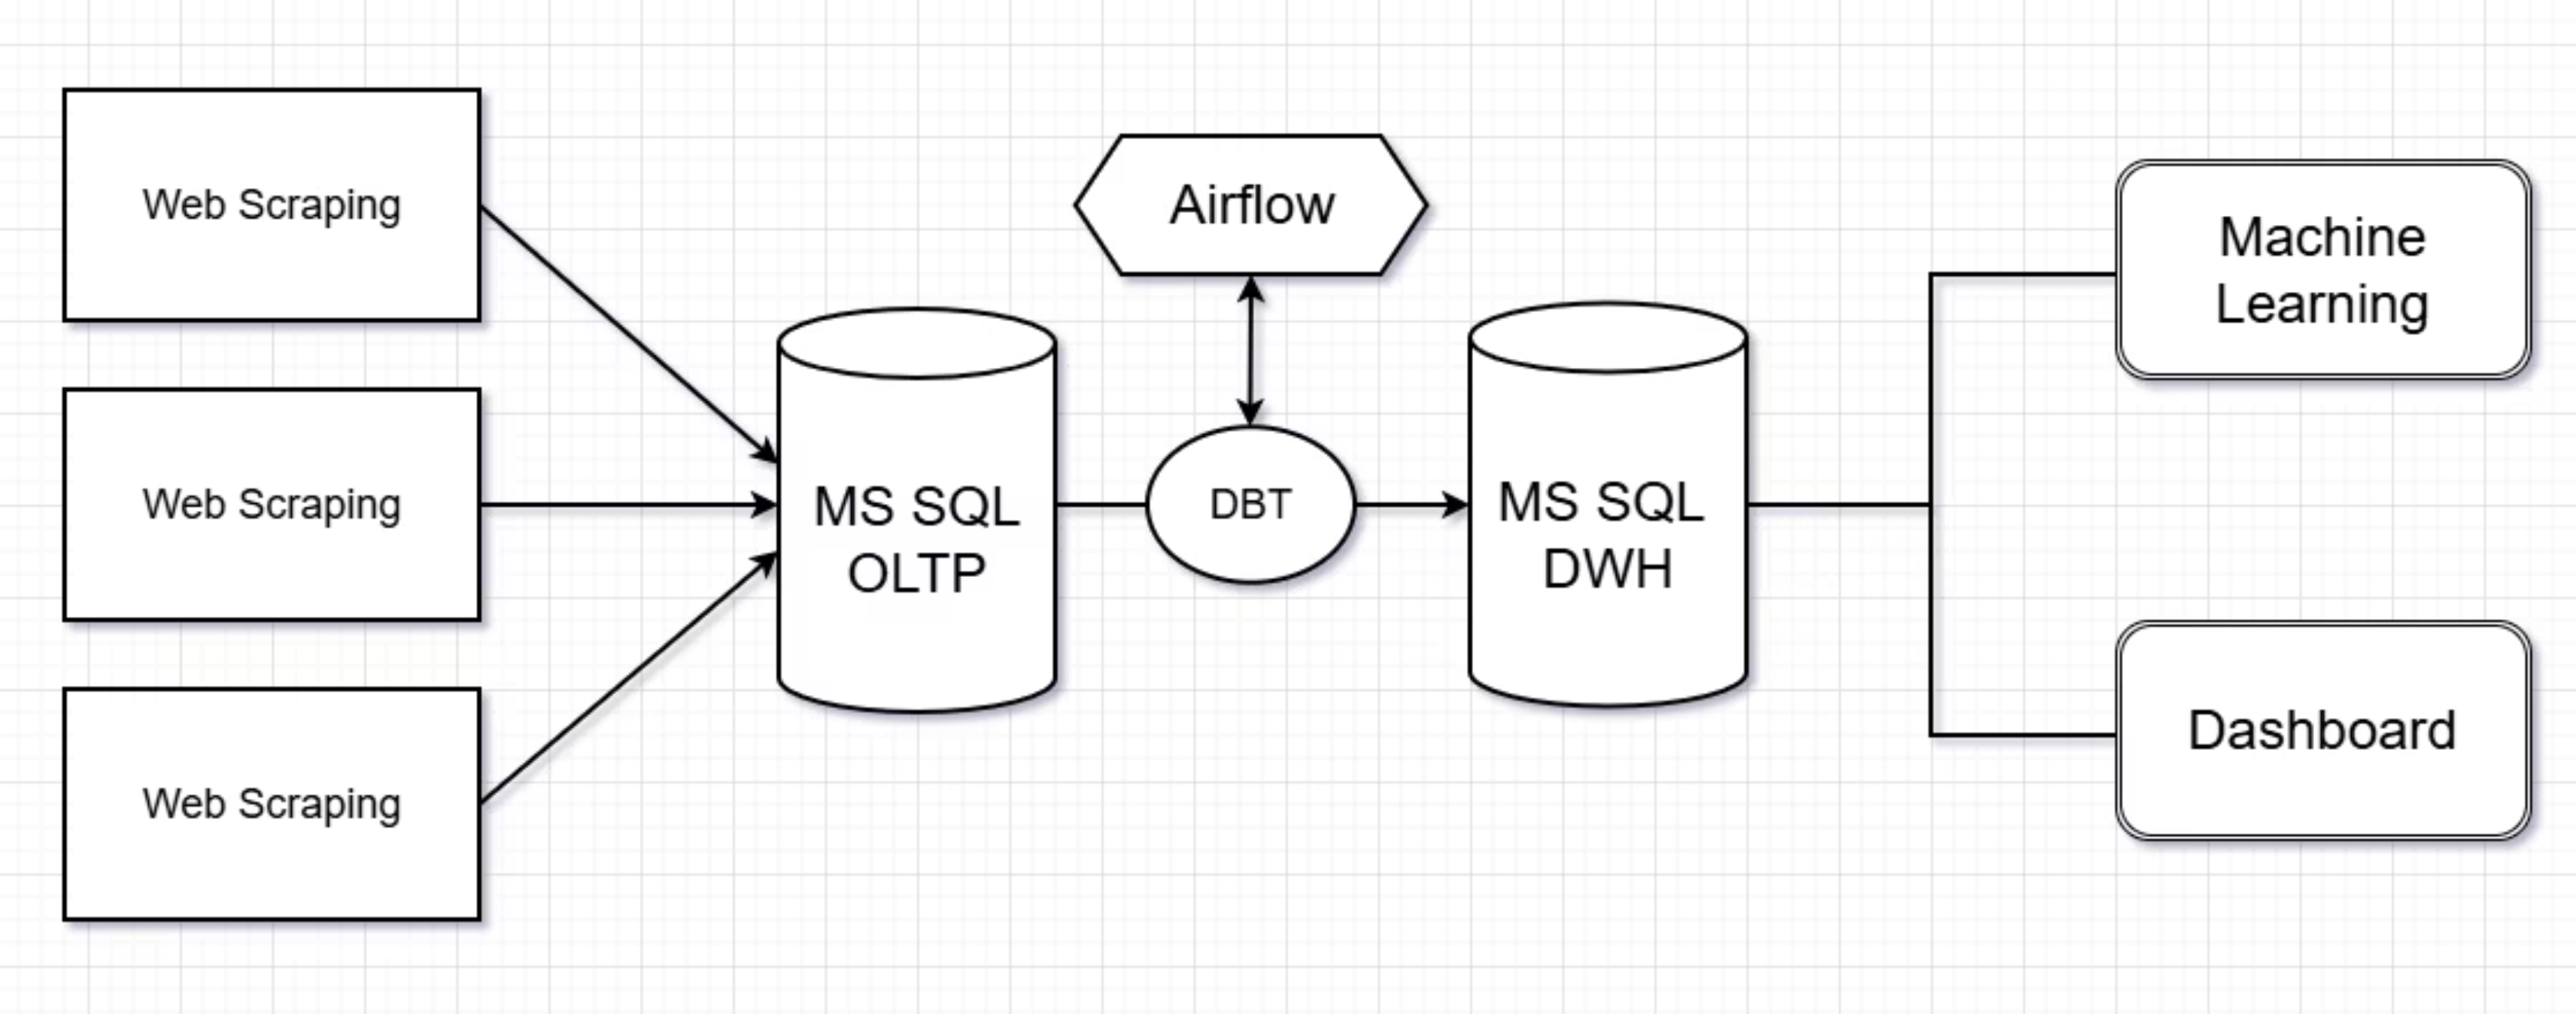 Web Scraping
Web Scraping
Web Scraping
MS SQL
OLTP
Airflow
DBT
MS SQL
DWH
Machine
Learning
Dashboard